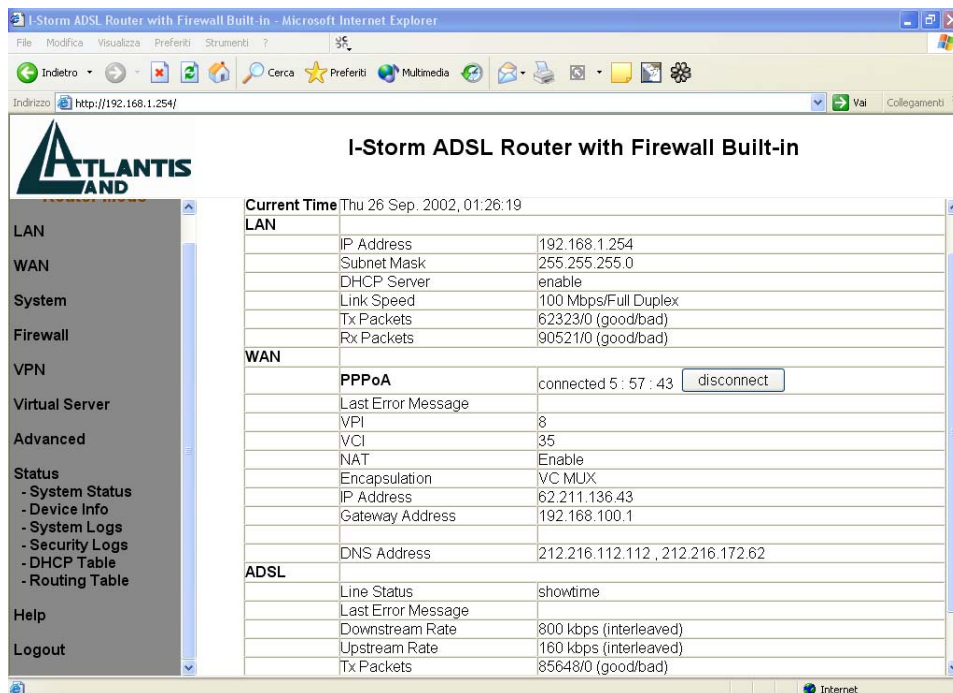 I-Storm ADSL Router with Firewall Built-in - Microsoft Internet Explorer
File Modifica Visualizza Preferiti Strumenti ?
Indietro Cerca Preferiti Multimedia
Indirizzo http://192.168.1.254/ Vai Collegamenti
ATLANTIS LAND
I-Storm ADSL Router with Firewall Built-in
Router Mode
LAN
WAN
System
Firewall
VPN
Virtual Server
Advanced
Status
- System Status
- Device Info
- System Logs
- Security Logs
- DHCP Table
- Routing Table
Help
Logout
Current Time Thu 26 Sep. 2002, 01:26:19
LAN
IP Address 192.168.1.254
Subnet Mask 255.255.255.0
DHCP Server enable
Link Speed 100 Mbps/Full Duplex
Tx Packets 62323/0 (good/bad)
Rx Packets 90521/0 (good/bad)
WAN
PPPoA connected 5 : 57 : 43 disconnect
Last Error Message
VPI 8
VCI 35
NAT Enable
Encapsulation VC MUX
IP Address 62.211.136.43
Gateway Address 192.168.100.1
DNS Address 212.216.112.112 , 212.216.172.62
ADSL
Line Status showtime
Last Error Message
Downstream Rate 800 kbps (interleaved)
Upstream Rate 160 kbps (interleaved)
Tx Packets 85648/0 (good/bad)
Internet